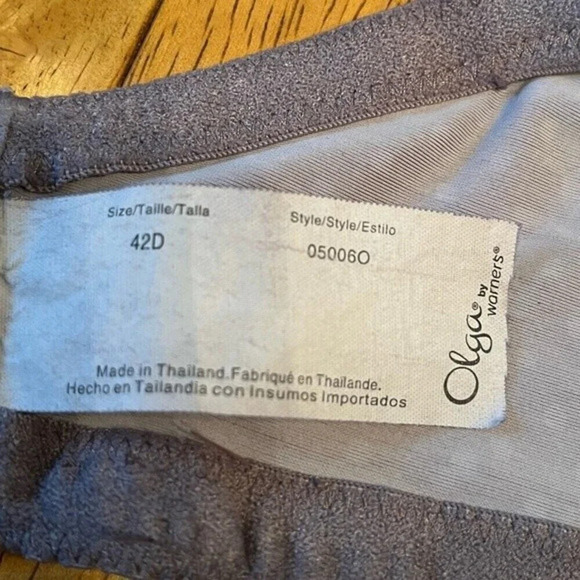 Size/Taille/Talla
42D
Style/Style/Estilo
05006O
Made in Thailand. Fabriqué en Thailande.
Hecho en Tailandia con Insumos Importados
Olga® by
warners®